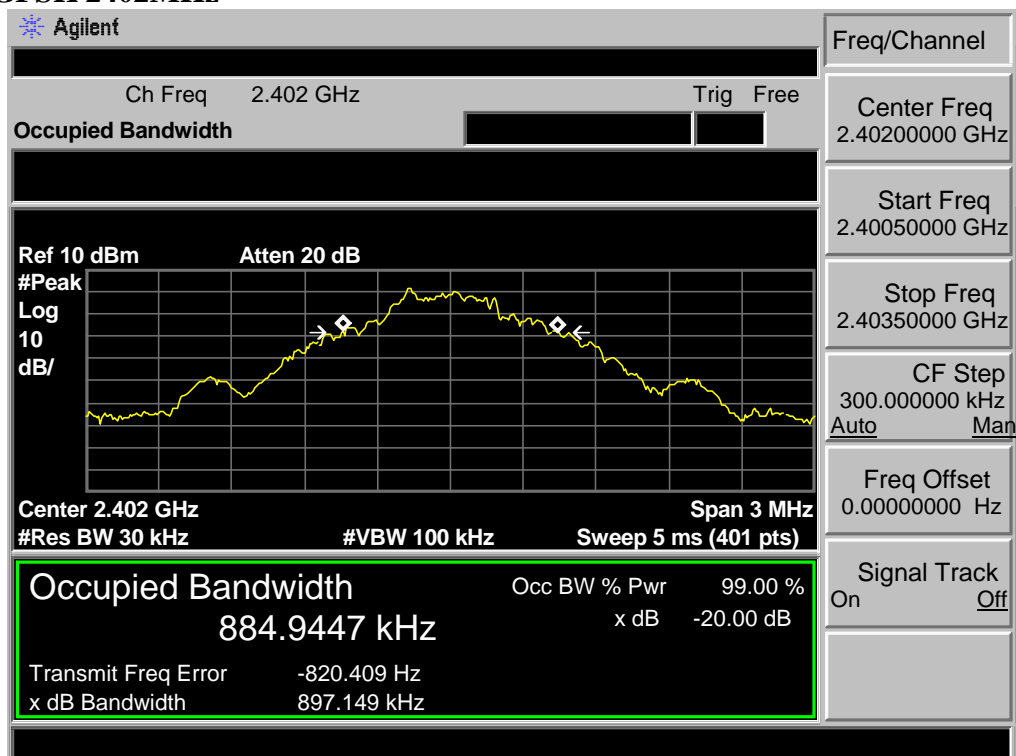 Agilent
Freq/Channel
Ch Freq 2.402 GHz Trig Free
Occupied Bandwidth
Center Freq
2.40200000 GHz
Start Freq
2.40050000 GHz
Stop Freq
2.40350000 GHz
CF Step
300.000000 kHz
Auto Man
Freq Offset
0.00000000 Hz
Signal Track
On Off
Ref 10 dBm Atten 20 dB
#Peak
Log
10
dB/
Center 2.402 GHz Span 3 MHz
#Res BW 30 kHz #VBW 100 kHz Sweep 5 ms (401 pts)
Occupied Bandwidth
884.9447 kHz
Occ BW % Pwr 99.00 %
x dB -20.00 dB
Transmit Freq Error -820.409 Hz
x dB Bandwidth 897.149 kHz